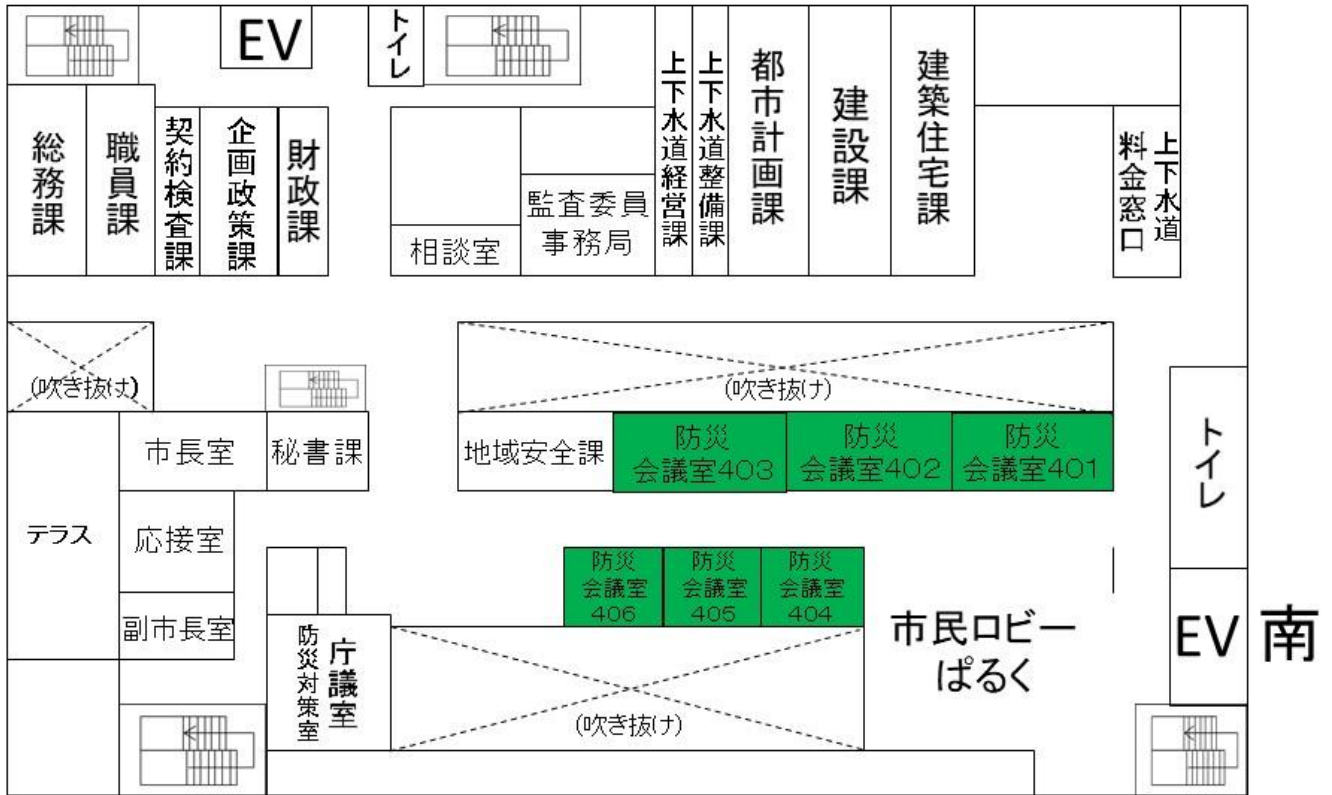 EV
トイレ
総務課
職員課
契約検査課
企画政策課
財政課
相談室
監査委員
事務局
上下水道経営課
上下水道整備課
都市計画課
建設課
建築住宅課
上下水道
料金窓口
(吹き抜け)
(吹き抜け)
市長室
秘書課
地域安全課
防災
会議室403
防災
会議室402
防災
会議室401
トイレ
テラス
応接室
副市長室
防災
会議室
406
防災
会議室
405
防災
会議室
404
庁議室
防災対策室
(吹き抜け)
市民ロビー
ぱるく
EV
南